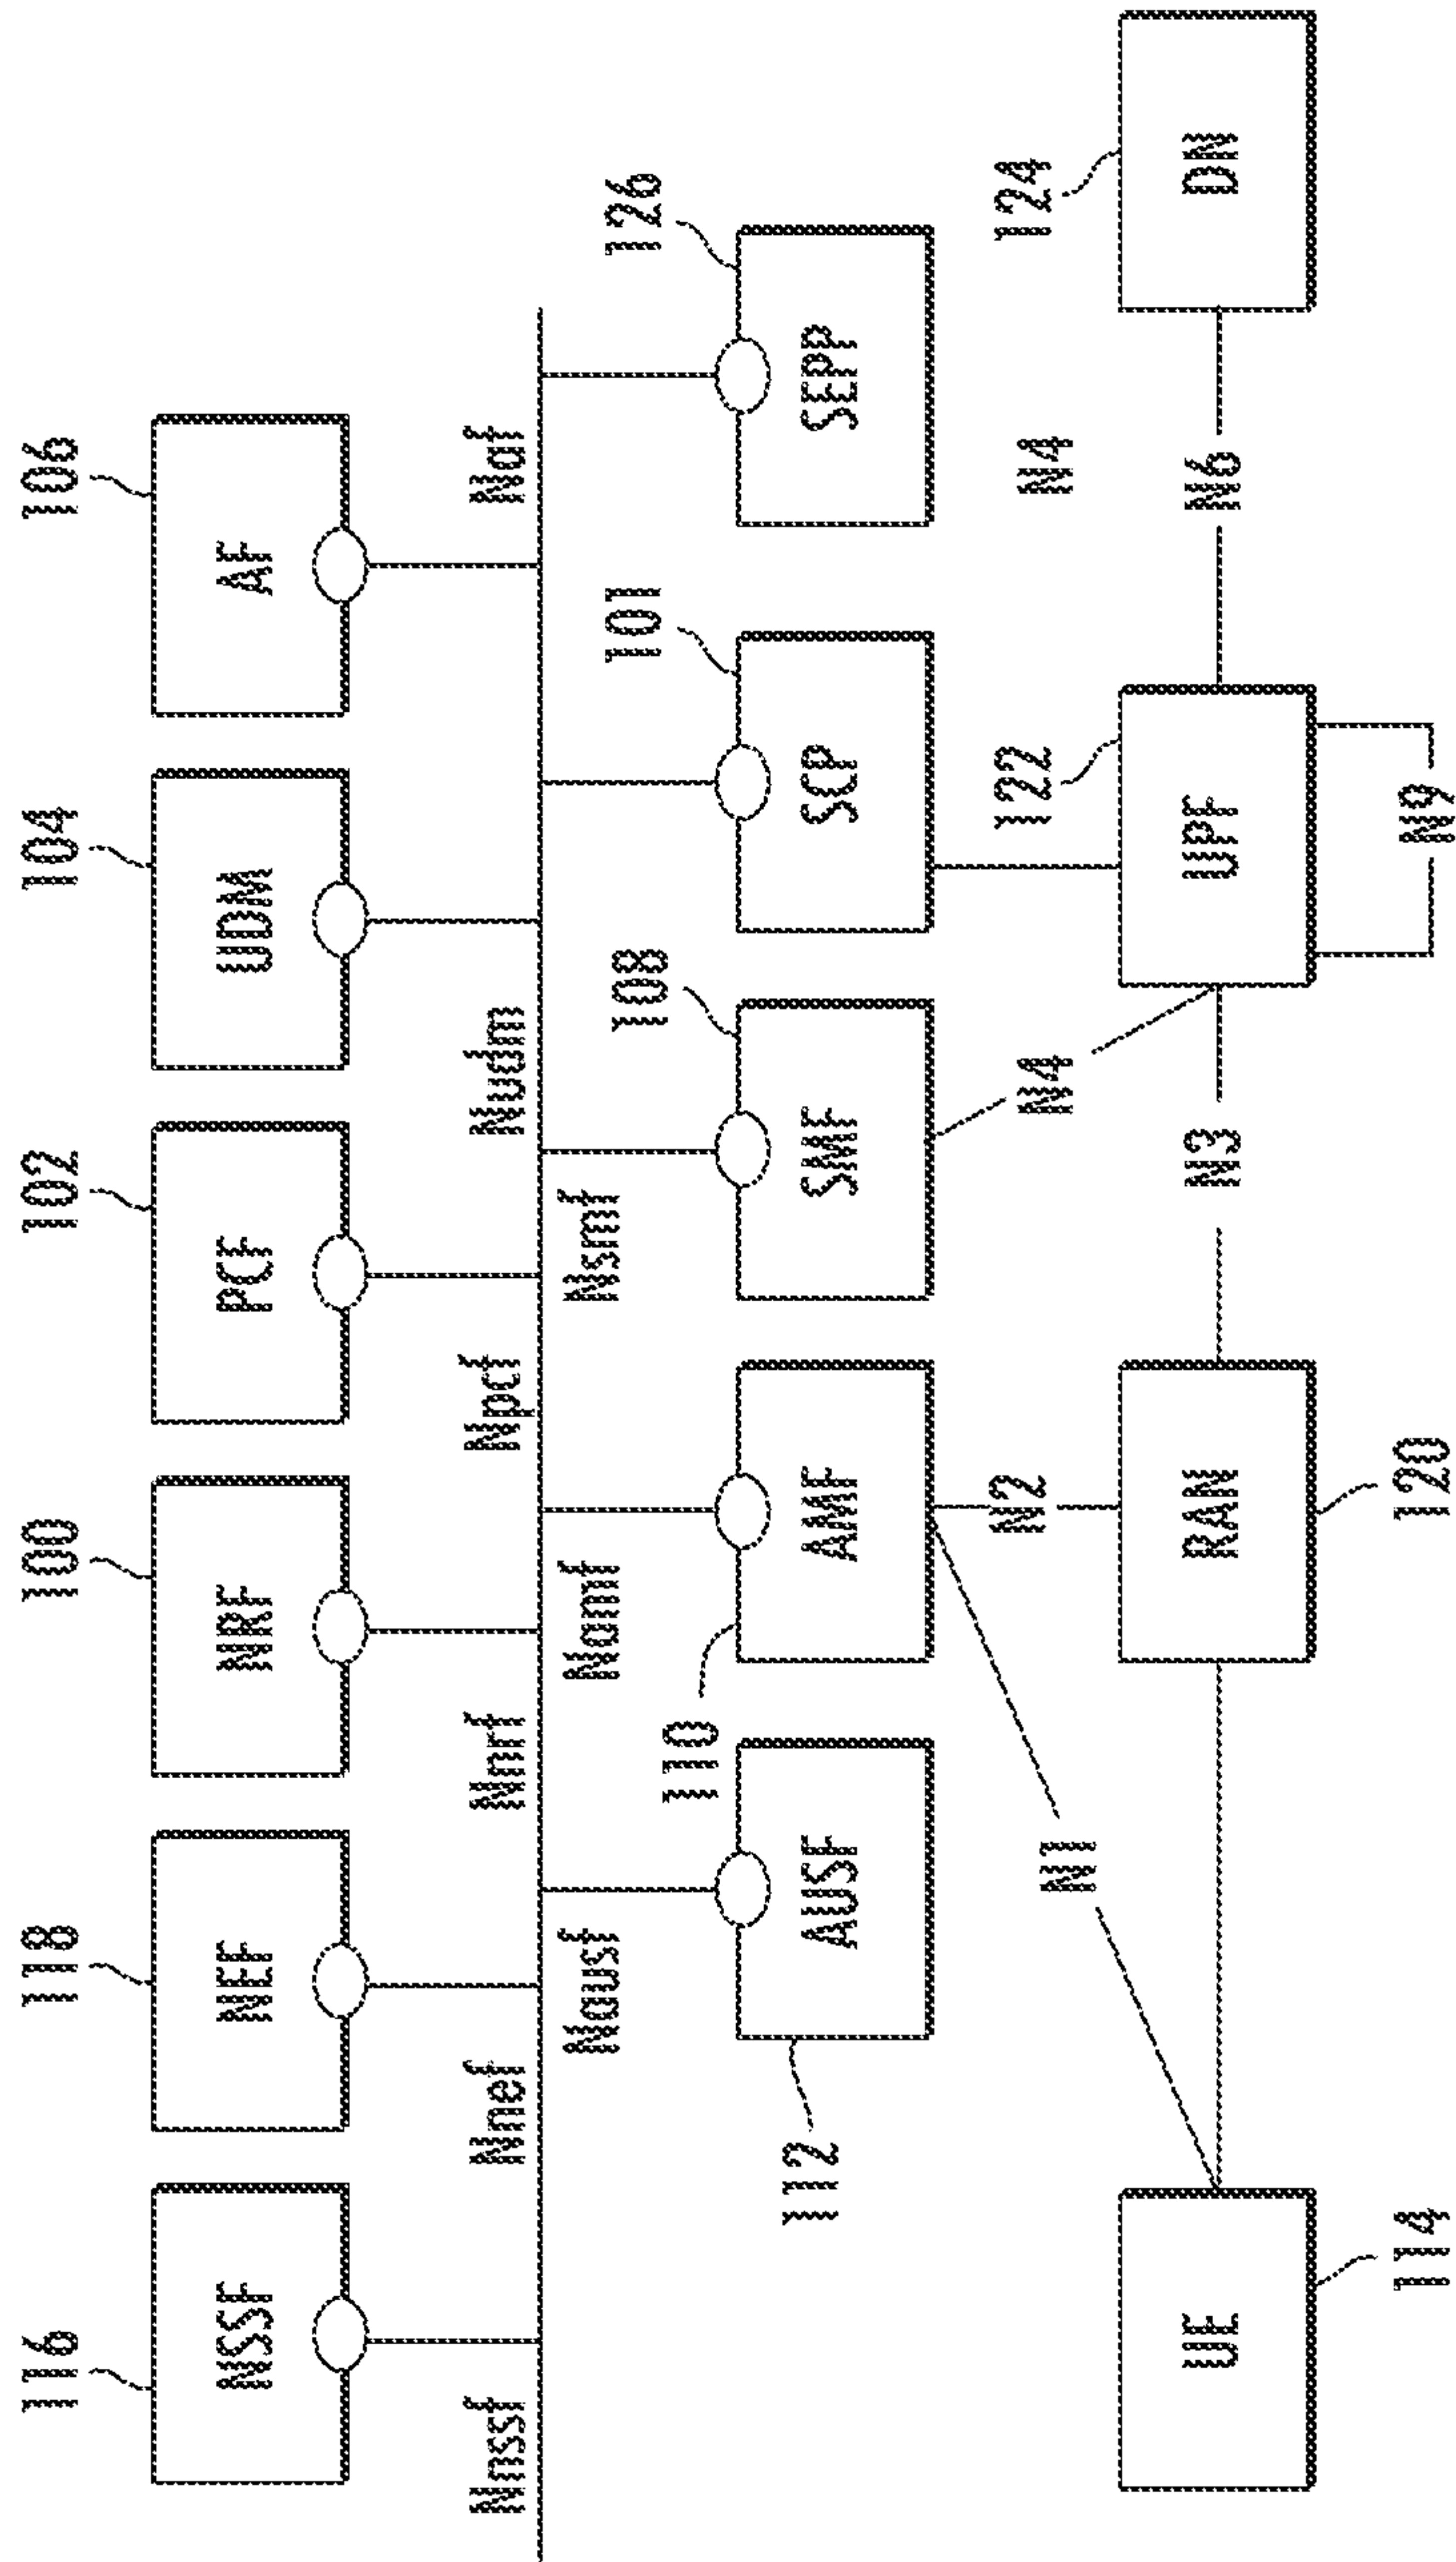 116
118
100
102
104
106
NSSF
NEF
NRF
PCF
UDM
AF
Nnssf
Nnef
Nnrf
Npcf
Nudm
Naf
Nausf
Namf
Nsmf
110
108
101
126
112
AUSF
AMF
SMF
SCP
SEPP
N1
N2
N4
N4
122
124
UE
RAN
N3
UPF
N6
DN
114
120
N9